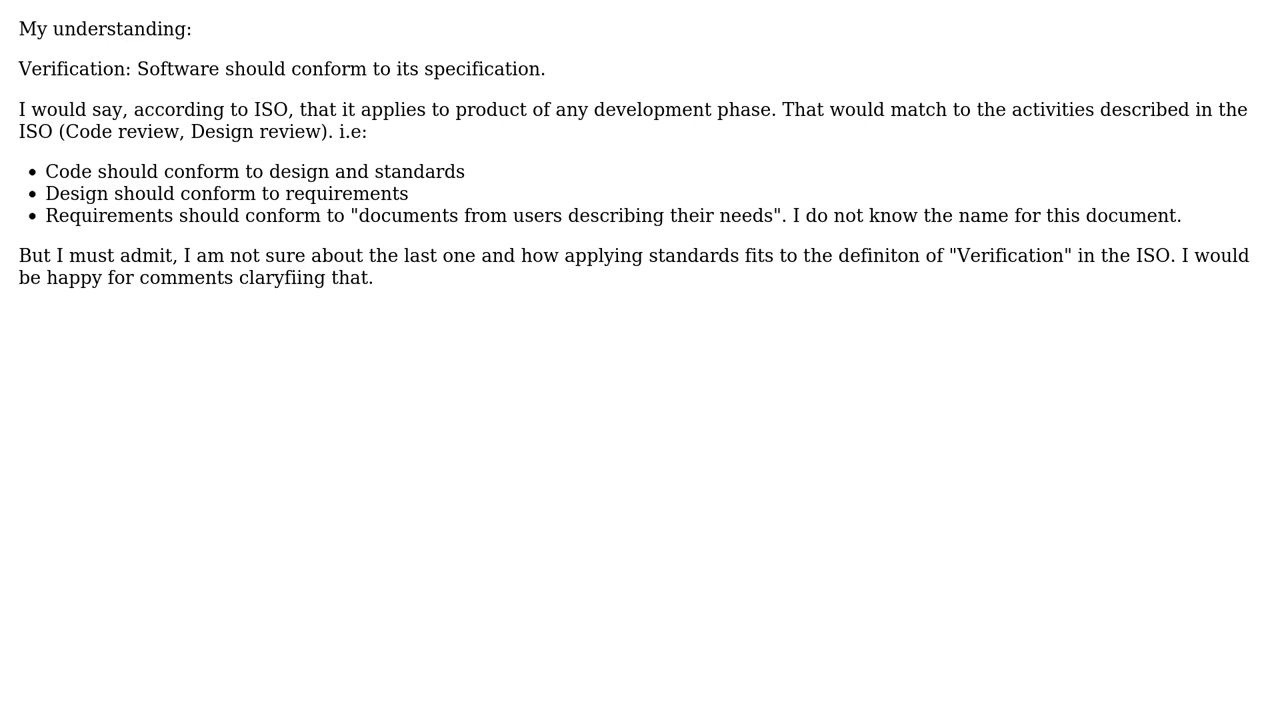 My understanding:
Verification: Software should conform to its specification.
I would say, according to ISO, that it applies to product of any development phase. That would match to the activities described in the
ISO (Code review, Design review). i.e:
• Code should conform to design and standards
• Design should conform to requirements
• Requirements should conform to "documents from users describing their needs". I do not know the name for this document.
But I must admit, I am not sure about the last one and how applying standards fits to the definiton of "Verification" in the ISO. I would
be happy for comments claryfiing that.